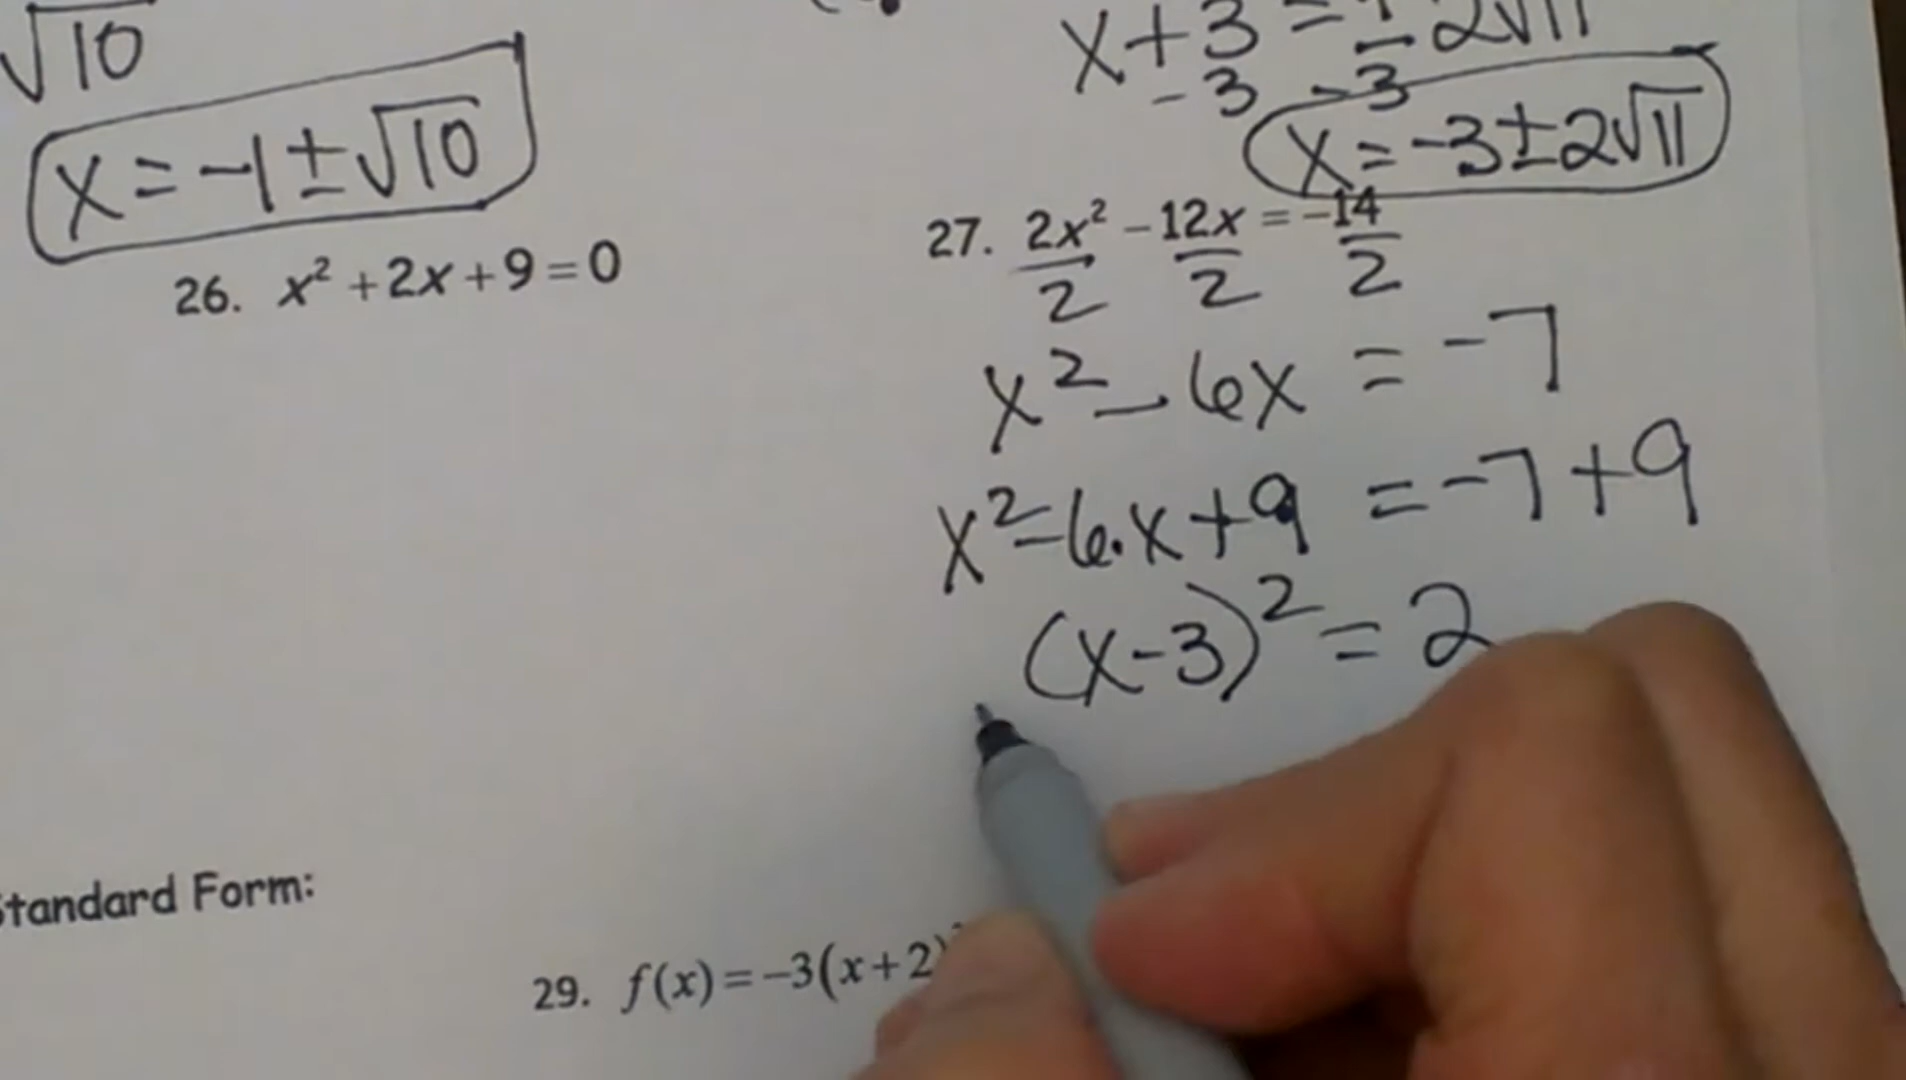 √10
x = -1 ± √10
x + 3 = ± 2√11
-3 -3
x = -3 ± 2√11
26. x² + 2x + 9 = 0
27. 2x² - 12x = -14
2 2 2
x² - 6x = -7
x² - 6x + 9 = -7 + 9
(x - 3)² = 2
tandard Form:
29. f(x) = -3(x + 2)